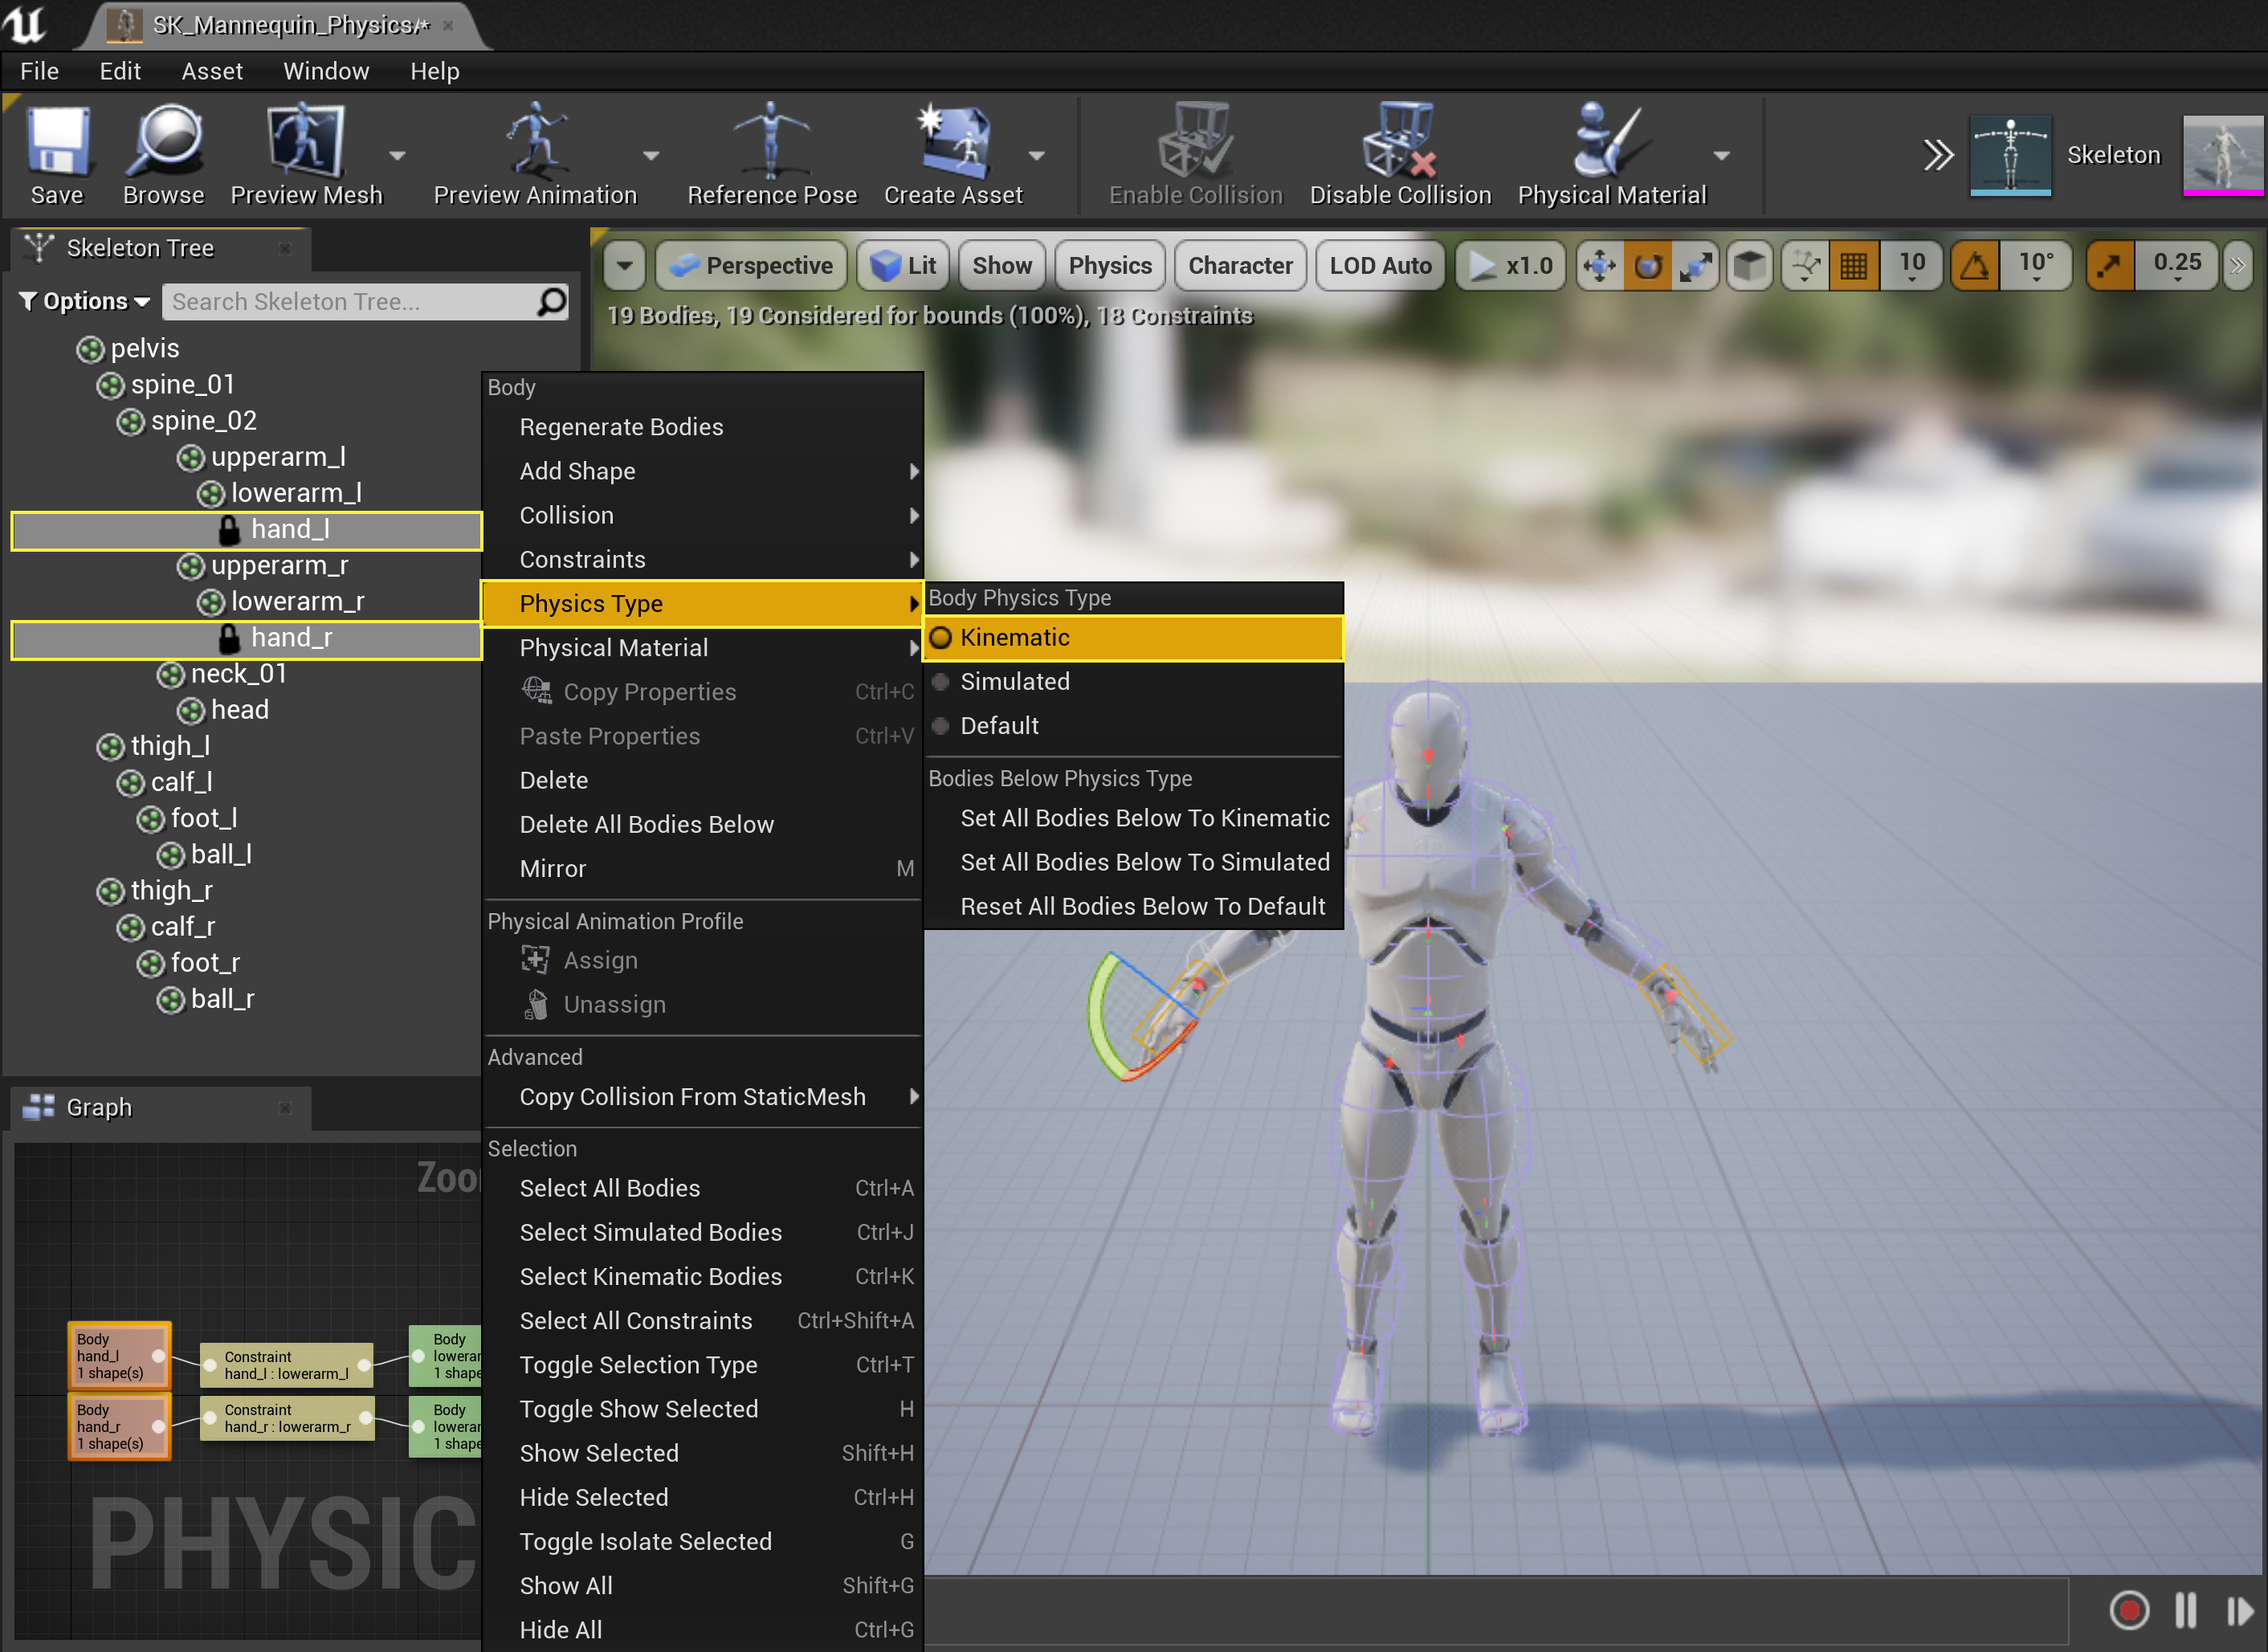 SK_Mannequin_Physics*
File Edit Asset Window Help
Save Browse Preview Mesh Preview Animation Reference Pose Create Asset Enable Collision Disable Collision Physical Material Skeleton
Skeleton Tree
Options Search Skeleton Tree...
pelvis
spine_01
spine_02
upperarm_l
lowerarm_l
hand_l
upperarm_r
lowerarm_r
hand_r
neck_01
head
thigh_l
calf_l
foot_l
ball_l
thigh_r
calf_r
foot_r
ball_r
Perspective Lit Show Physics Character LOD Auto x1.0 10 10° 0.25
19 Bodies, 19 Considered for bounds (100%), 18 Constraints
Body
Regenerate Bodies
Add Shape
Collision
Constraints
Physics Type
Physical Material
Copy Properties Ctrl+C
Paste Properties Ctrl+V
Delete
Delete All Bodies Below
Mirror M
Physical Animation Profile
Assign
Unassign
Advanced
Copy Collision From StaticMesh
Selection
Select All Bodies Ctrl+A
Select Simulated Bodies Ctrl+J
Select Kinematic Bodies Ctrl+K
Select All Constraints Ctrl+Shift+A
Toggle Selection Type Ctrl+T
Toggle Show Selected H
Show Selected Shift+H
Hide Selected Ctrl+H
Toggle Isolate Selected G
Show All Shift+G
Hide All Ctrl+G
Body Physics Type
Kinematic
Simulated
Default
Bodies Below Physics Type
Set All Bodies Below To Kinematic
Set All Bodies Below To Simulated
Reset All Bodies Below To Default
Graph
Zoo
Body
hand_l
1 shape(s)
Constraint
hand_l : lowerarm_l
Body
lowerar
1 shape
Body
hand_r
1 shape(s)
Constraint
hand_r : lowerarm_r
Body
lowerar
1 shape
PHYSIC